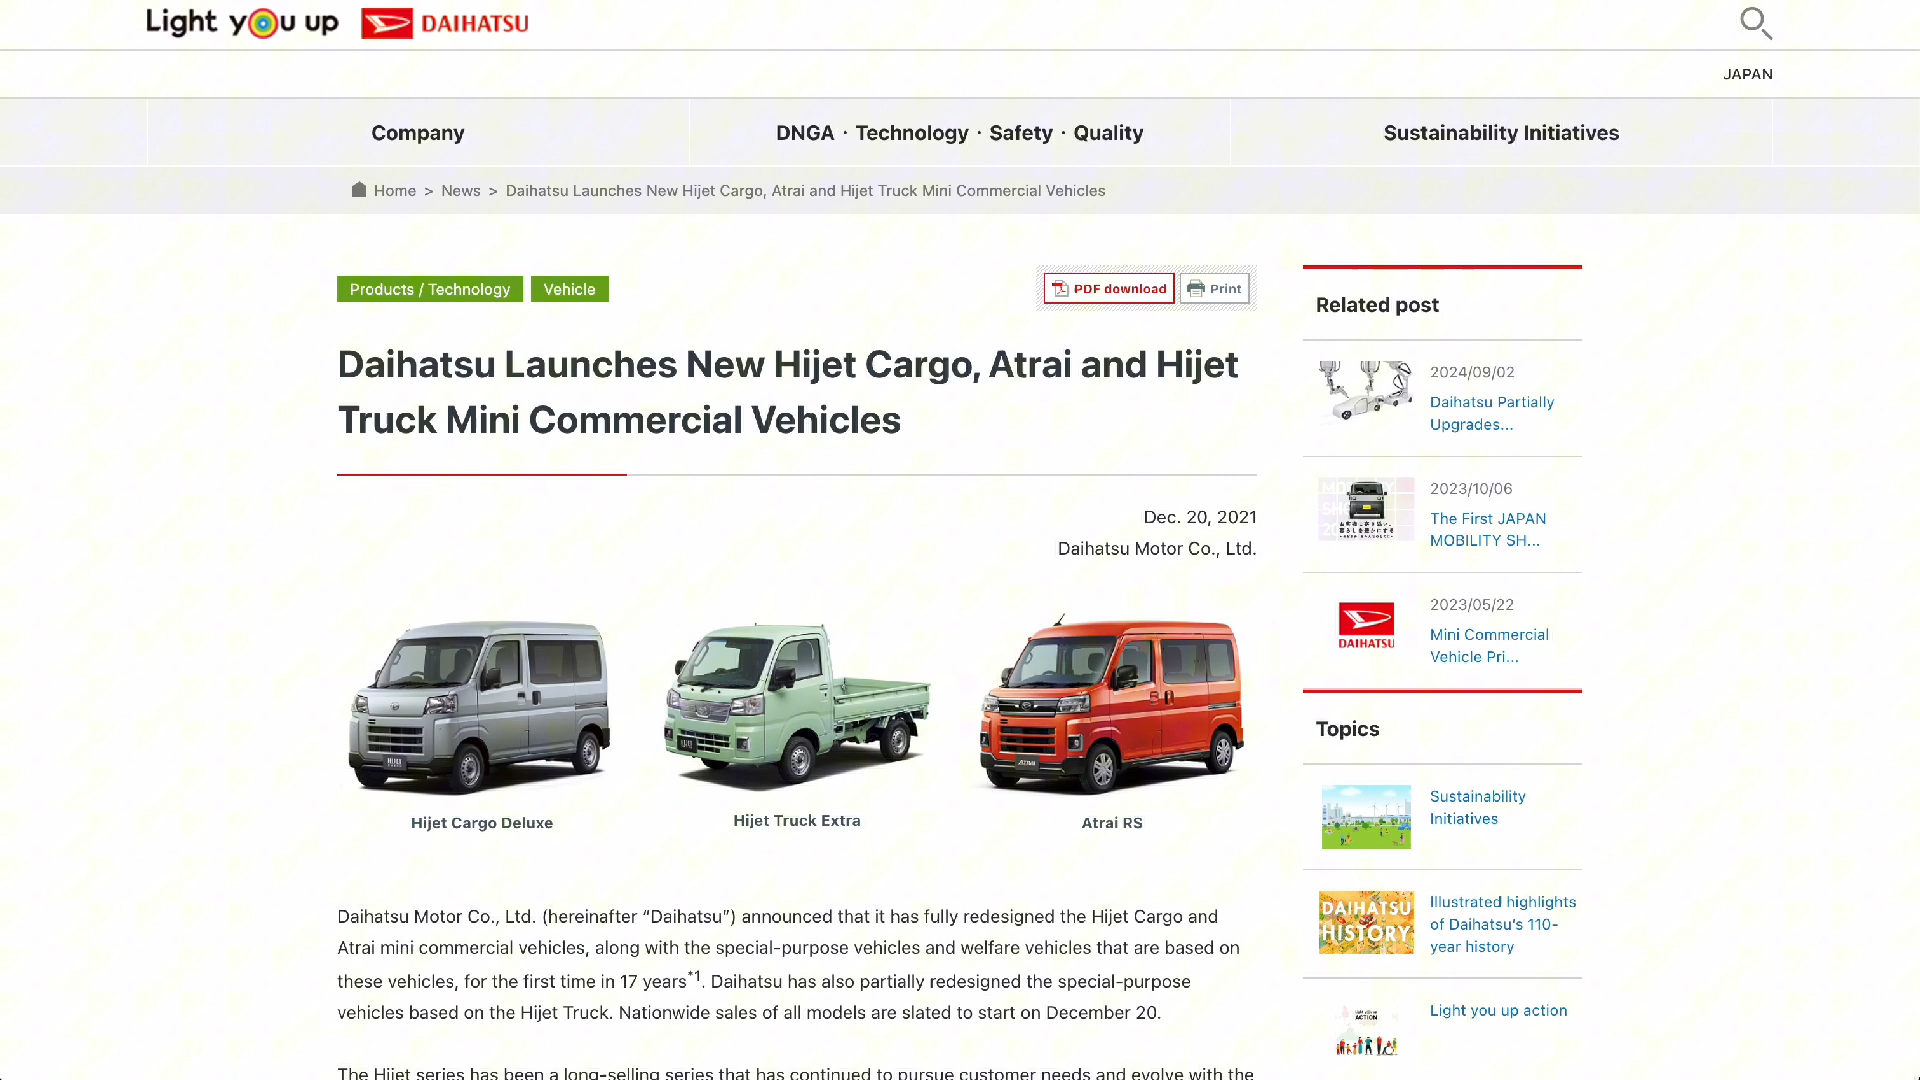 Light you up DAIHATSU
JAPAN
Company
DNGA · Technology · Safety · Quality
Sustainability Initiatives
Home > News > Daihatsu Launches New Hijet Cargo, Atrai and Hijet Truck Mini Commercial Vehicles
Products / Technology
Vehicle
PDF download
Print
Daihatsu Launches New Hijet Cargo, Atrai and Hijet
Truck Mini Commercial Vehicles
Dec. 20, 2021
Daihatsu Motor Co., Ltd.
Hijet Cargo Deluxe
Hijet Truck Extra
Atrai RS
Daihatsu Motor Co., Ltd. (hereinafter “Daihatsu”) announced that it has fully redesigned the Hijet Cargo and
Atrai mini commercial vehicles, along with the special-purpose vehicles and welfare vehicles that are based on
these vehicles, for the first time in 17 years*1. Daihatsu has also partially redesigned the special-purpose
vehicles based on the Hijet Truck. Nationwide sales of all models are slated to start on December 20.
The Hijet series has been a long-selling series that has continued to pursue customer needs and evolve with the
Related post
2024/09/02
Daihatsu Partially
Upgrades...
2023/10/06
The First JAPAN
MOBILITY SH...
DAIHATSU
2023/05/22
Mini Commercial
Vehicle Pri...
Topics
Sustainability
Initiatives
DAIHATSU
HISTORY
Illustrated highlights
of Daihatsu's 110-
year history
Light you up
ACTION
Light you up action